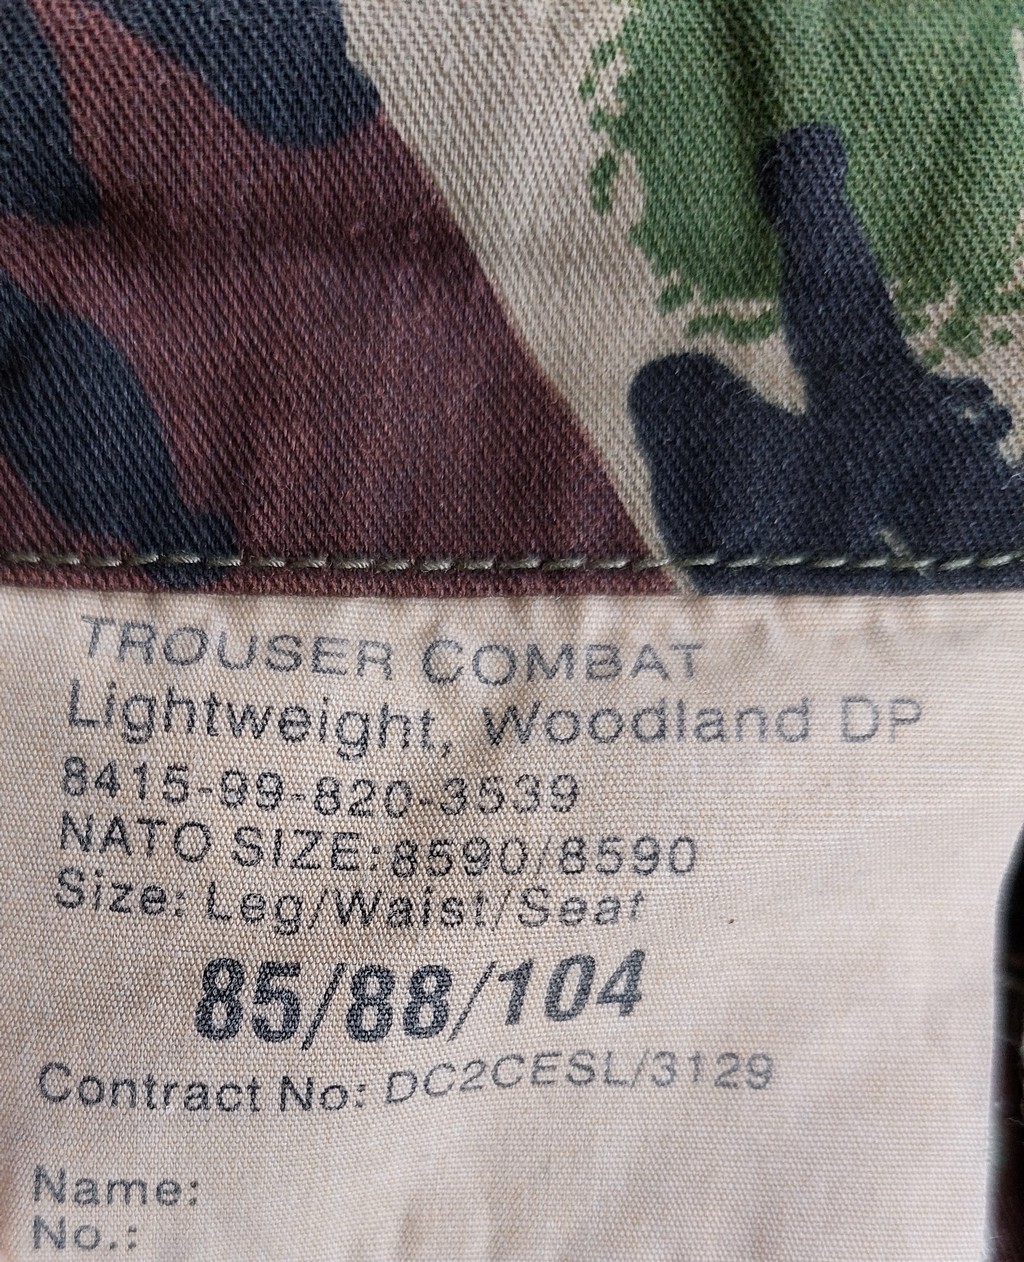 TROUSER COMBAT
Lightweight, Woodland DP
8415-99-820-3539
NATO SIZE: 8590/8590
Size: Leg/Waist/Seat
85/88/104
Contract No: DC2CESL/3129
Name:
No.: